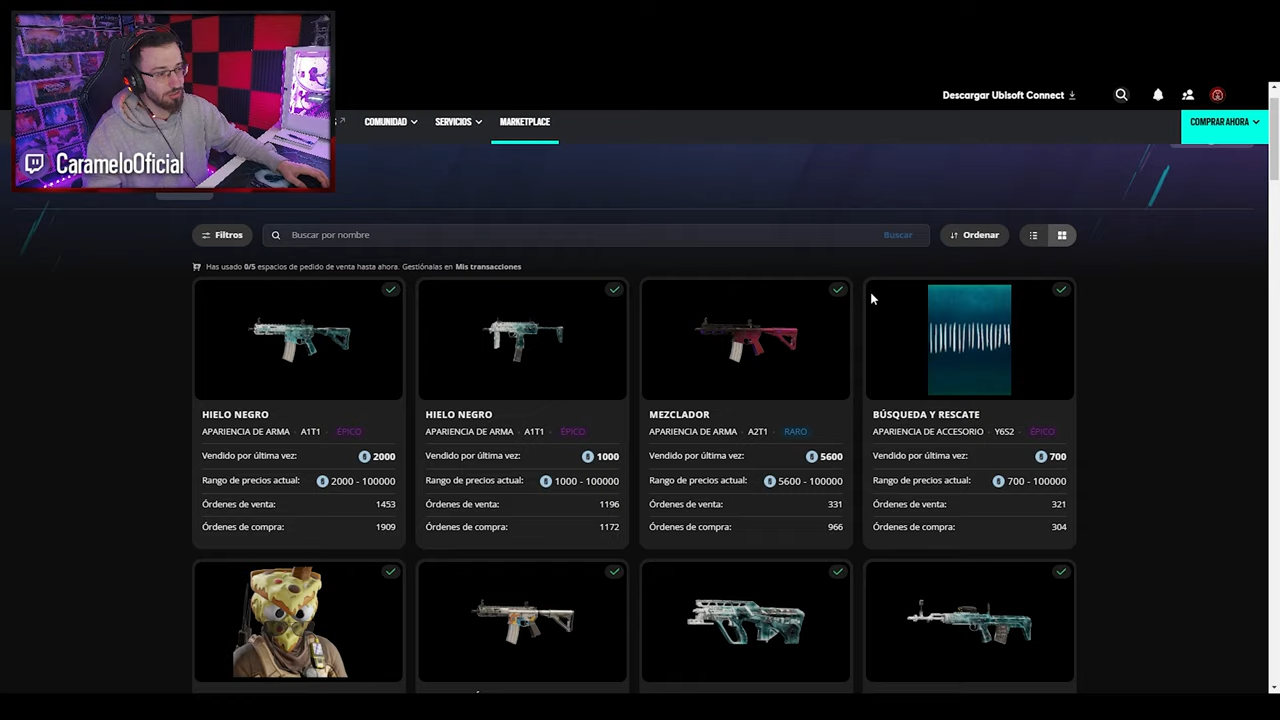 CarameloOficial
Descargar Ubisoft Connect
COMUNIDAD
SERVICIOS
MARKETPLACE
COMPRAR AHORA
Filtros
Buscar por nombre
Buscar
Ordenar
Has usado 0/5 espacios de pedido de venta hasta ahora. Gestiónalas en Mis transacciones
HIELO NEGRO
APARIENCIA DE ARMA · A1T1 · ÉPICO
Vendido por última vez: 2000
Rango de precios actual: 2000 - 100000
Órdenes de venta: 1453
Órdenes de compra: 1909
HIELO NEGRO
APARIENCIA DE ARMA · A1T1 · ÉPICO
Vendido por última vez: 1000
Rango de precios actual: 1000 - 100000
Órdenes de venta: 1196
Órdenes de compra: 1172
MEZCLADOR
APARIENCIA DE ARMA · A2T1 · RARO
Vendido por última vez: 5600
Rango de precios actual: 5600 - 100000
Órdenes de venta: 331
Órdenes de compra: 966
BÚSQUEDA Y RESCATE
APARIENCIA DE ACCESORIO · Y6S2 · ÉPICO
Vendido por última vez: 700
Rango de precios actual: 700 - 100000
Órdenes de venta: 321
Órdenes de compra: 304